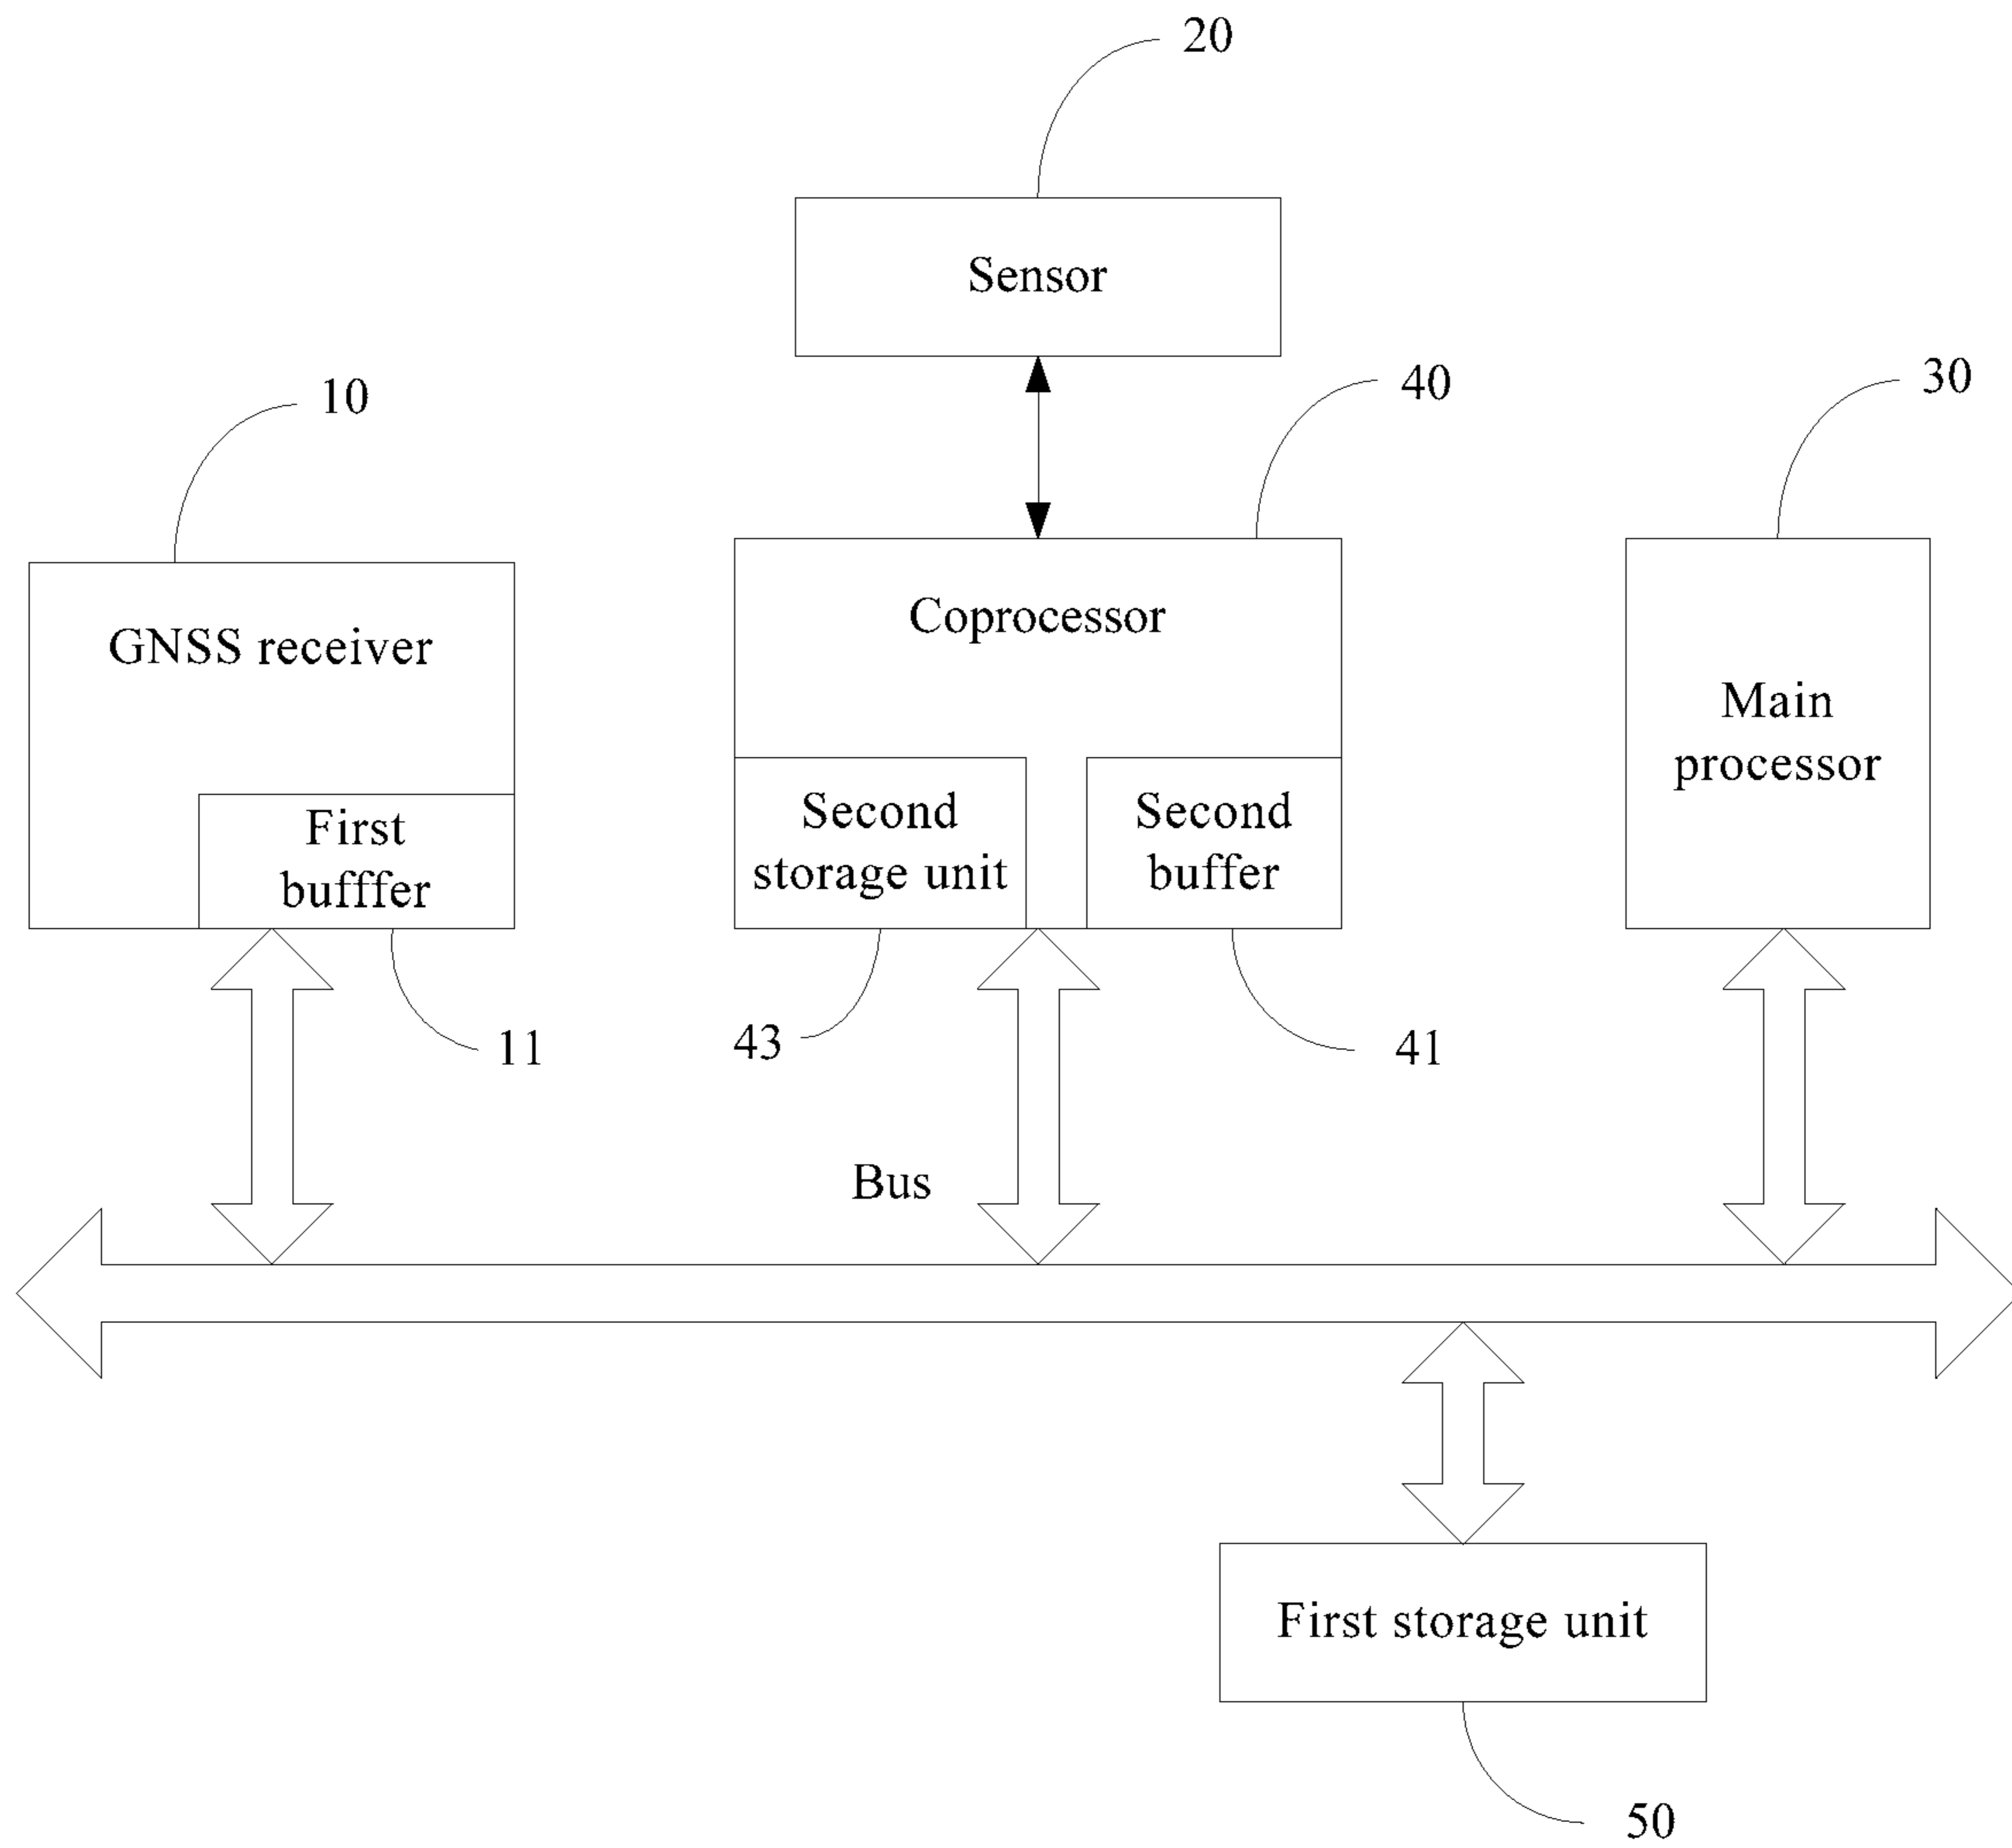 20
Sensor
10
40
30
GNSS receiver
Coprocessor
Main
processor
First
bufffer
Second
storage unit
Second
buffer
11
43
41
Bus
First storage unit
50